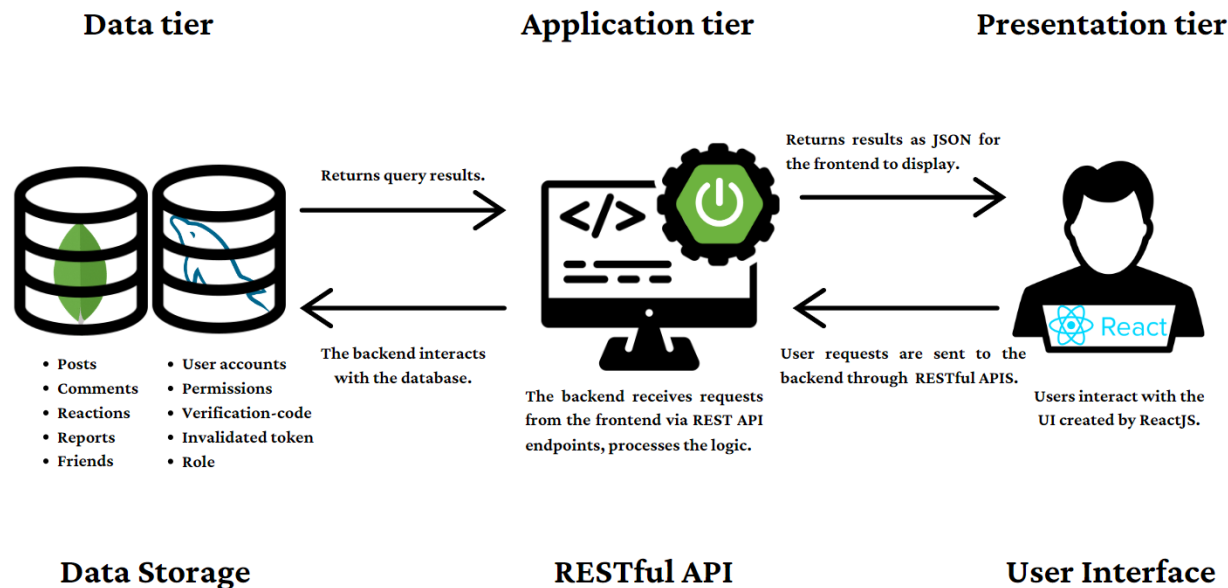 Data tier
Application tier
Presentation tier
Returns query results.
Returns results as JSON for
the frontend to display.
</>
React
The backend interacts
with the database.
User requests are sent to the
backend through RESTful APIS.
• Posts
• Comments
• Reactions
• Reports
• Friends
• User accounts
• Permissions
• Verification-code
• Invalidated token
• Role
The backend receives requests
from the frontend via REST API
endpoints, processes the logic.
Users interact with the
UI created by ReactJS.
Data Storage
RESTful API
User Interface